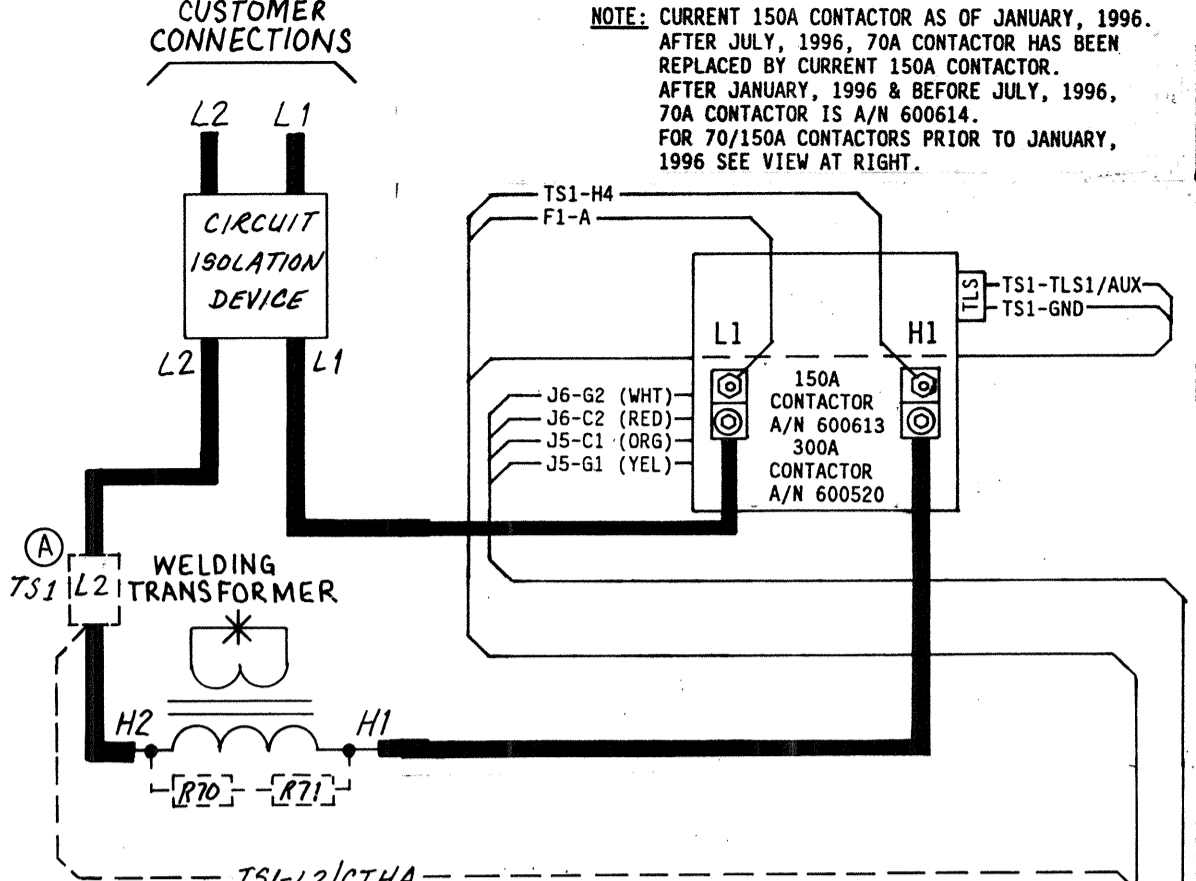 CUSTOMER
CONNECTIONS
NOTE: CURRENT 150A CONTACTOR AS OF JANUARY, 1996.
AFTER JULY, 1996, 70A CONTACTOR HAS BEEN
REPLACED BY CURRENT 150A CONTACTOR.
AFTER JANUARY, 1996 & BEFORE JULY, 1996,
70A CONTACTOR IS A/N 600614.
FOR 70/150A CONTACTORS PRIOR TO JANUARY,
1996 SEE VIEW AT RIGHT.
L2 L1
CIRCUIT
ISOLATION
DEVICE
L2 L1
TS1-H4
F1-A
TLS
TS1-TLS1/AUX
TS1-GND
L1 H1
J6-G2 (WHT)
J6-C2 (RED)
J5-C1 (ORG)
J5-G1 (YEL)
150A
CONTACTOR
A/N 600613
300A
CONTACTOR
A/N 600520
A
TS1 L2
WELDING
TRANSFORMER
H2 H1
R70 R71
TS1-L2/CTHA